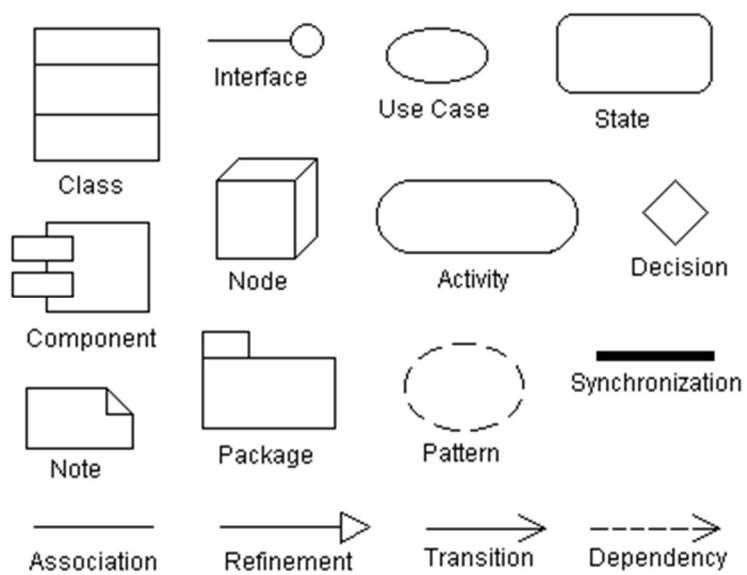 Interface
Use Case
State
Class
Node
Activity
Decision
Component
Synchronization
Note
Package
Pattern
Association
Refinement
Transition
Dependency